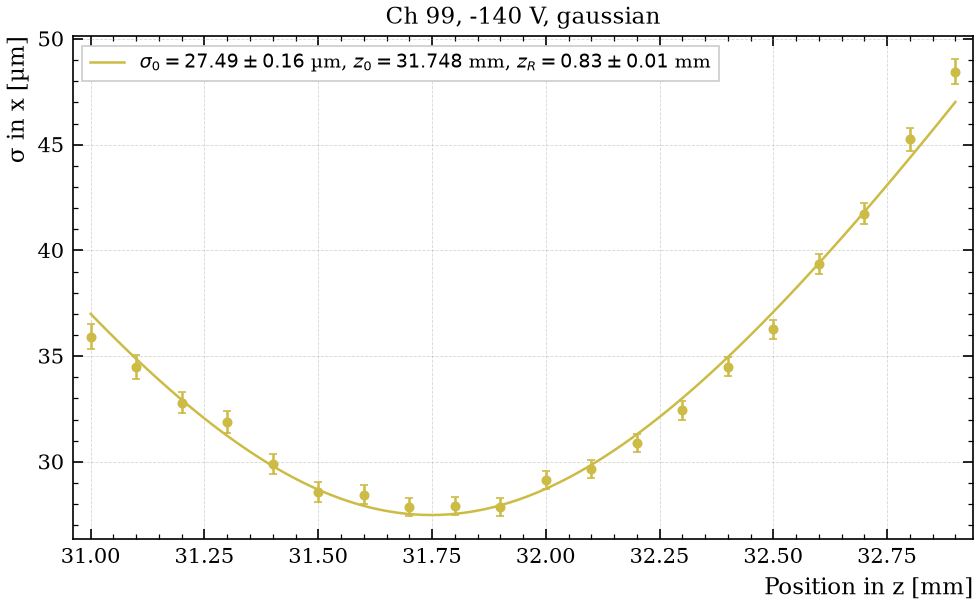 Ch 99, -140 V, gaussian
σ₀ = 27.49 ± 0.16 µm, z₀ = 31.748 mm, z_R = 0.83 ± 0.01 mm
σ in x [µm]
50
45
40
35
30
31.00 31.25 31.50 31.75 32.00 32.25 32.50 32.75
Position in z [mm]